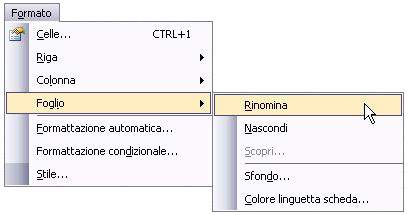 Formato
Celle... CTRL+1
Riga
Colonna
Foglio
Rinomina
Nascondi
Scopri...
Sfondo...
Colore linguetta scheda...
Formattazione automatica...
Formattazione condizionale...
Stile...